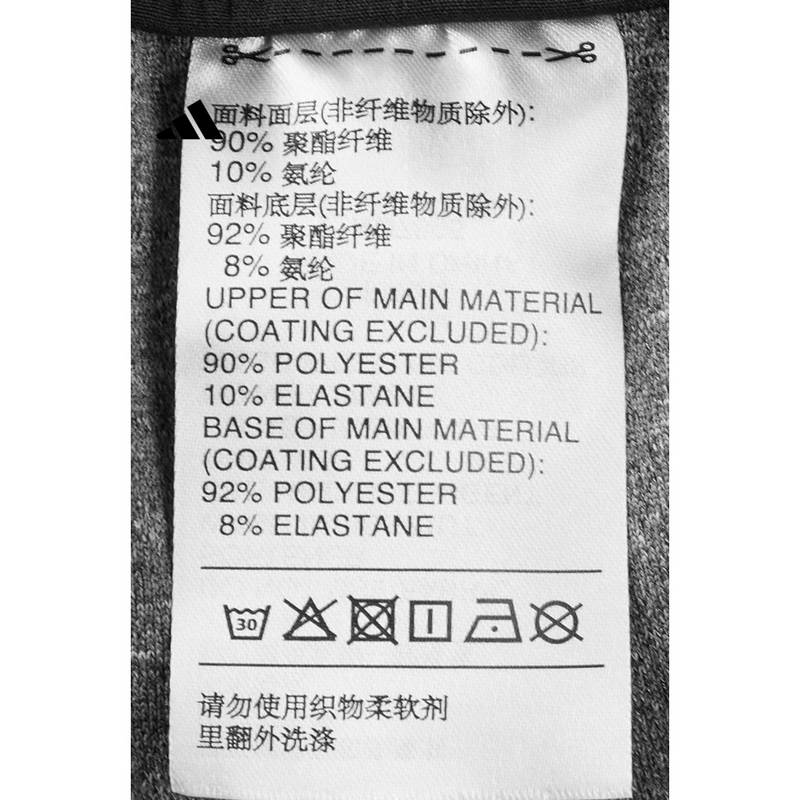 面料面层(非纤维物质除外):
90% 聚酯纤维
10% 氨纶
面料底层(非纤维物质除外):
92% 聚酯纤维
8% 氨纶
UPPER OF MAIN MATERIAL
(COATING EXCLUDED):
90% POLYESTER
10% ELASTANE
BASE OF MAIN MATERIAL
(COATING EXCLUDED):
92% POLYESTER
8% ELASTANE
30
请勿使用织物柔软剂
里翻外洗涤